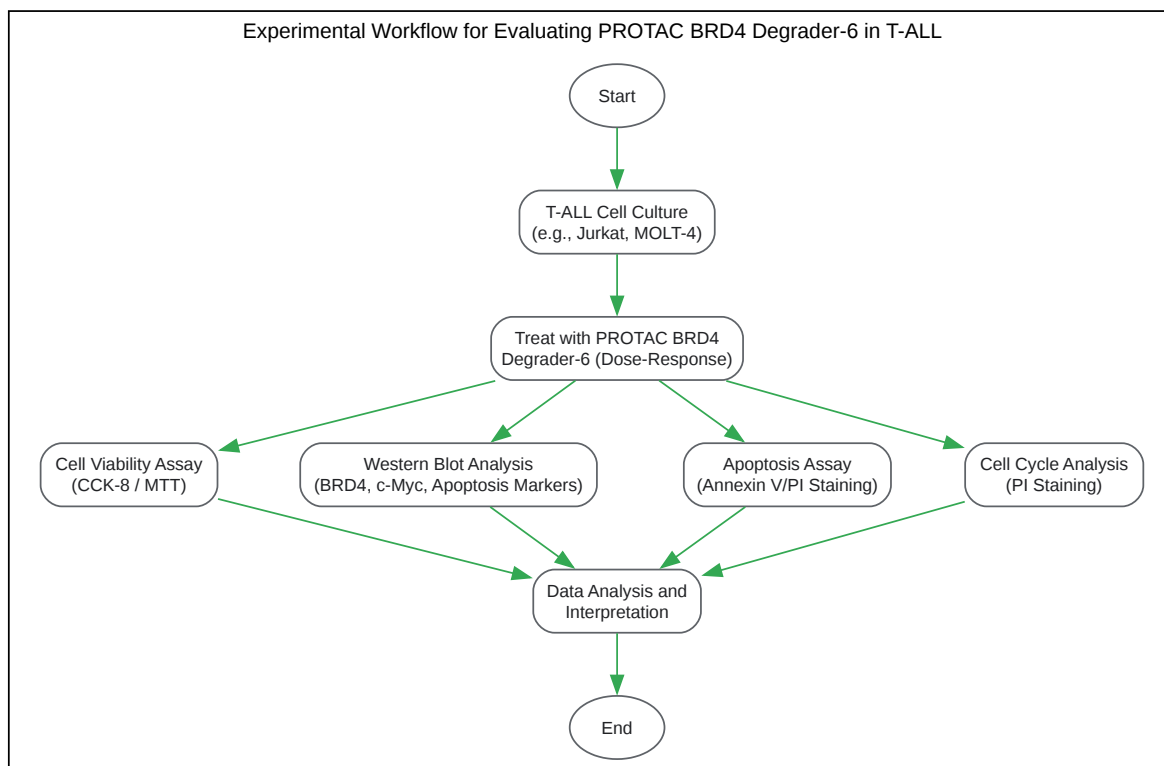 Experimental Workflow for Evaluating PROTAC BRD4 Degrader-6 in T-ALL
Start
T-ALL Cell Culture
(e.g., Jurkat, MOLT-4)
Treat with PROTAC BRD4
Degrader-6 (Dose-Response)
Cell Viability Assay
(CCK-8 / MTT)
Western Blot Analysis
(BRD4, c-Myc, Apoptosis Markers)
Apoptosis Assay
(Annexin V/PI Staining)
Cell Cycle Analysis
(PI Staining)
Data Analysis and
Interpretation
End